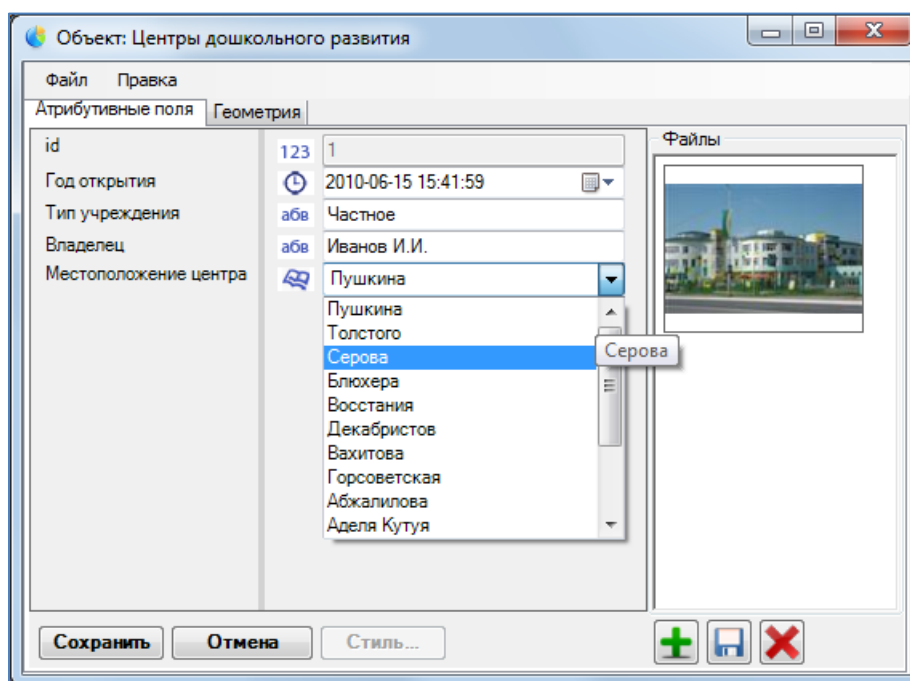 Объект: Центры дошкольного развития
Файл Правка
Атрибутивные поля Геометрия
id 123 1
Год открытия 2010-06-15 15:41:59
Тип учреждения абв Частное
Владелец абв Иванов И.И.
Местоположение центра Пушкина
Пушкина
Толстого
Серова
Серова
Блюхера
Восстания
Декабристов
Вахитова
Горсоветская
Абжалилова
Аделя Кутуя
Файлы
Сохранить Отмена Стиль...